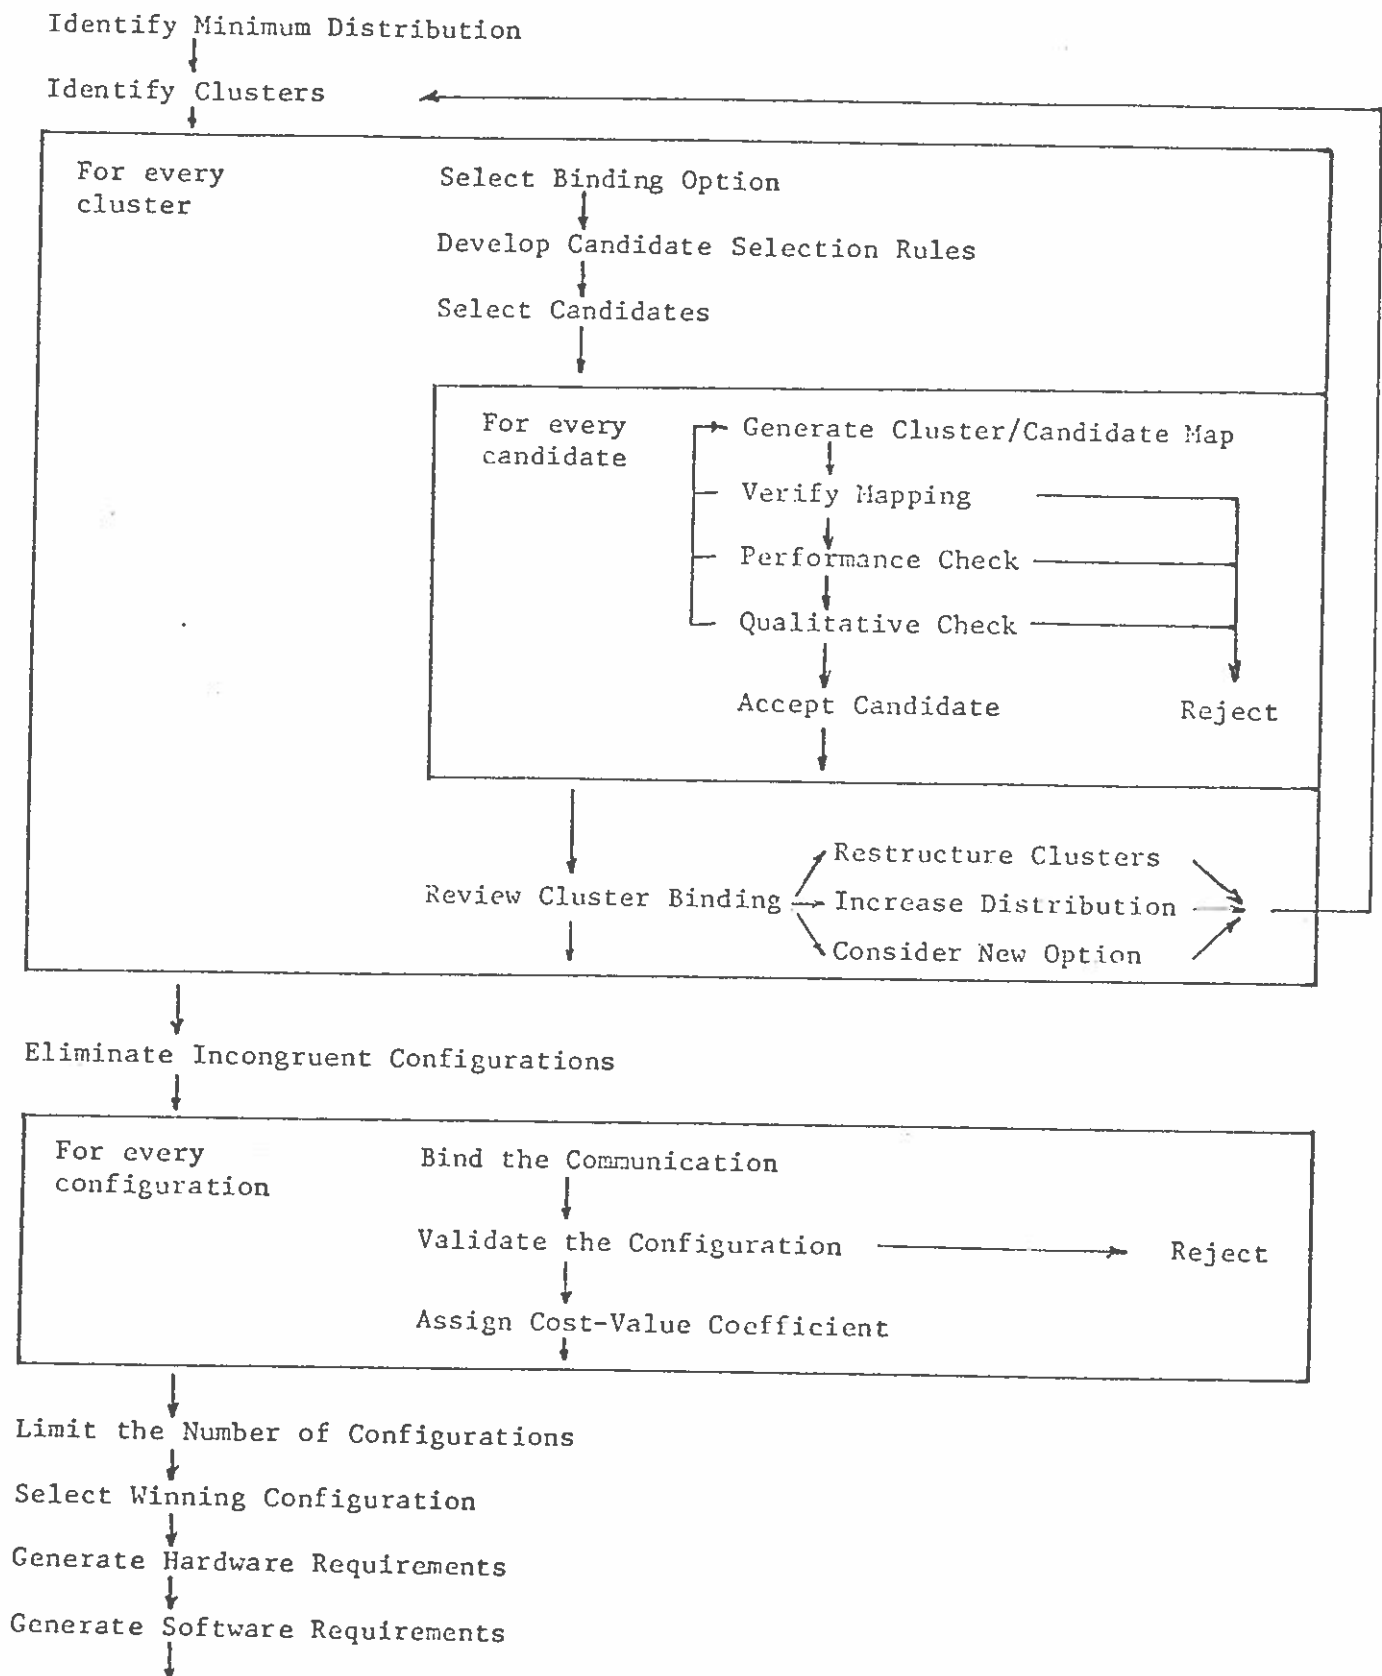 Identify Minimum Distribution
Identify Clusters
For every
cluster
Select Binding Option
Develop Candidate Selection Rules
Select Candidates
For every
candidate
Generate Cluster/Candidate Map
Verify Mapping
Performance Check
Qualitative Check
Accept Candidate
Reject
Restructure Clusters
Review Cluster Binding
Increase Distribution
Consider New Option
Eliminate Incongruent Configurations
For every
configuration
Bind the Communication
Validate the Configuration
Reject
Assign Cost-Value Coefficient
Limit the Number of Configurations
Select Winning Configuration
Generate Hardware Requirements
Generate Software Requirements